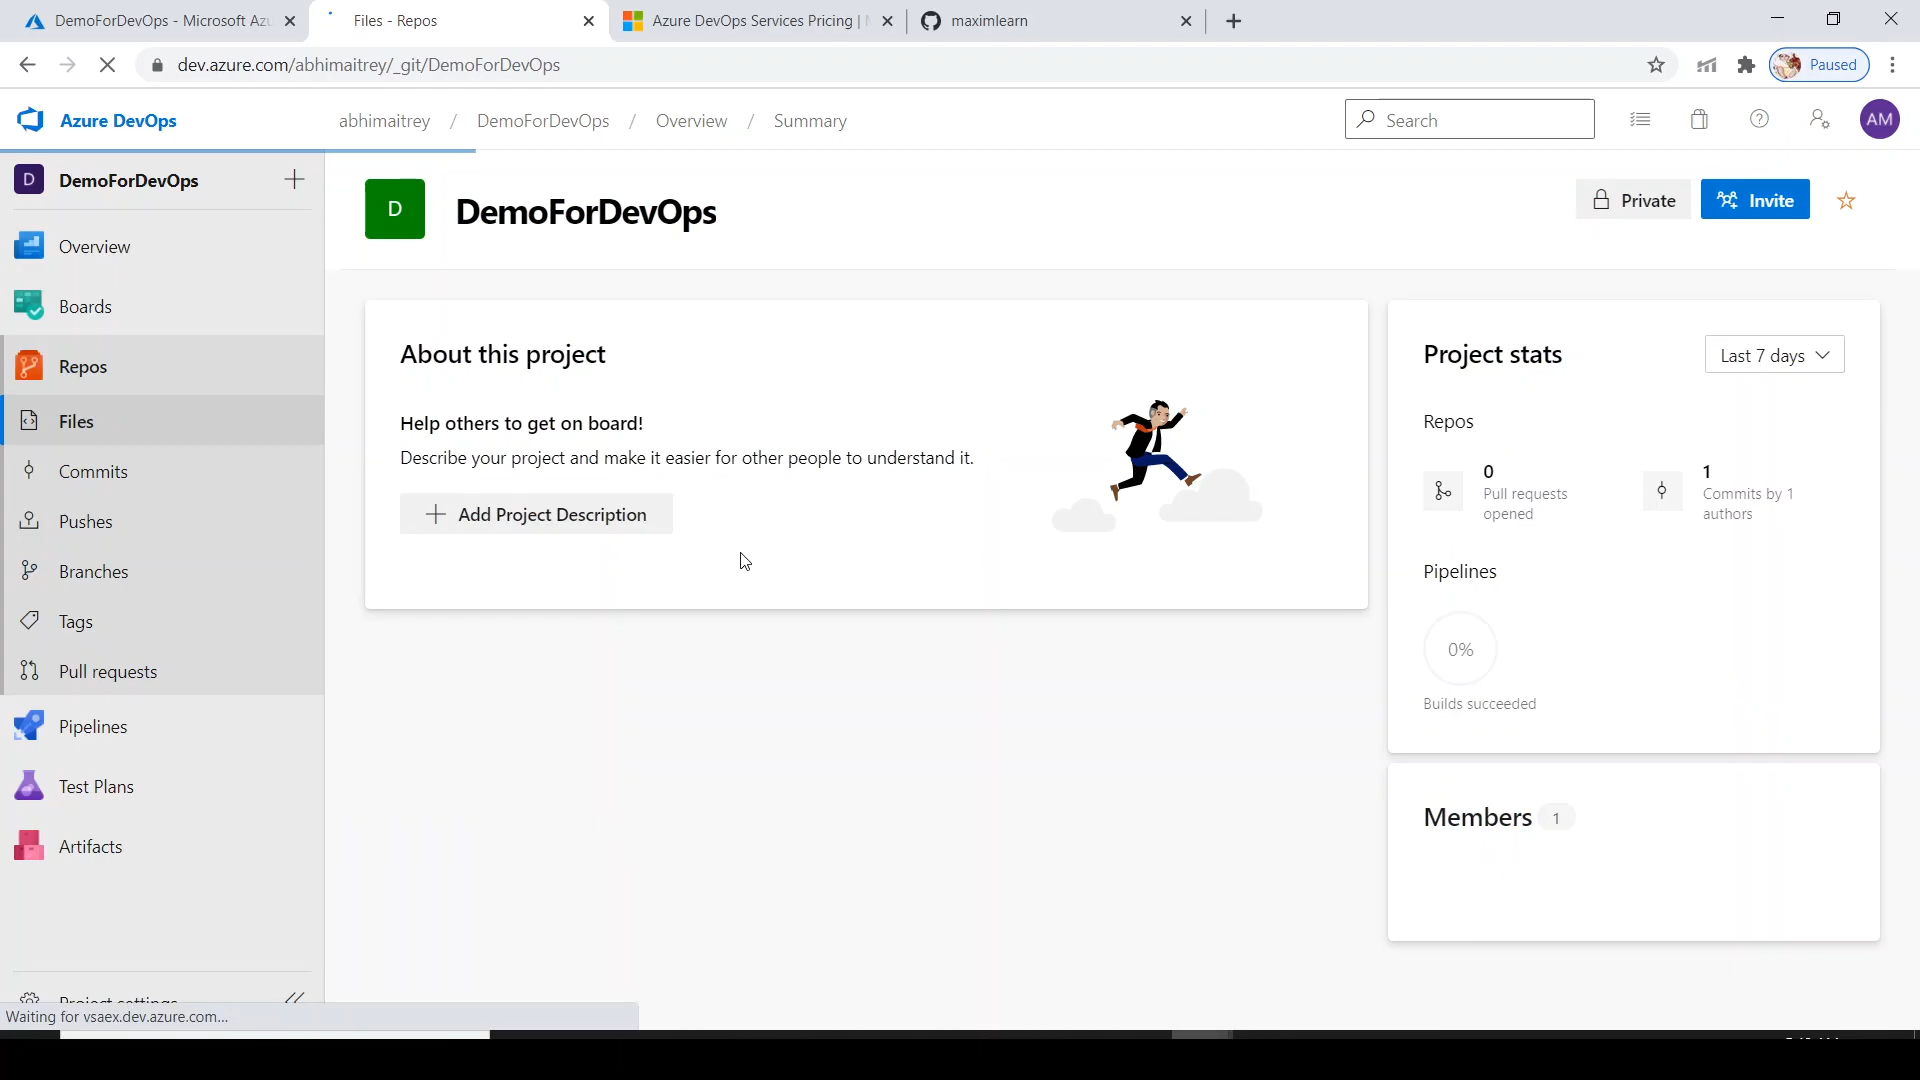 DemoForDevOps - Microsoft Az
Files - Repos
Azure DevOps Services Pricing |
maximlearn
dev.azure.com/abhimaitrey/_git/DemoForDevOps
Paused
Azure DevOps
abhimaitrey / DemoForDevOps / Overview / Summary
Search
AM
D DemoForDevOps
Overview
Boards
Repos
Files
Commits
Pushes
Branches
Tags
Pull requests
Pipelines
Test Plans
Artifacts
Project settings
Waiting for vsaex.dev.azure.com...
D DemoForDevOps
Private
Invite
About this project
Help others to get on board!
Describe your project and make it easier for other people to understand it.
Add Project Description
Project stats
Last 7 days
Repos
0
Pull requests
opened
1
Commits by 1
authors
Pipelines
0%
Builds succeeded
Members 1